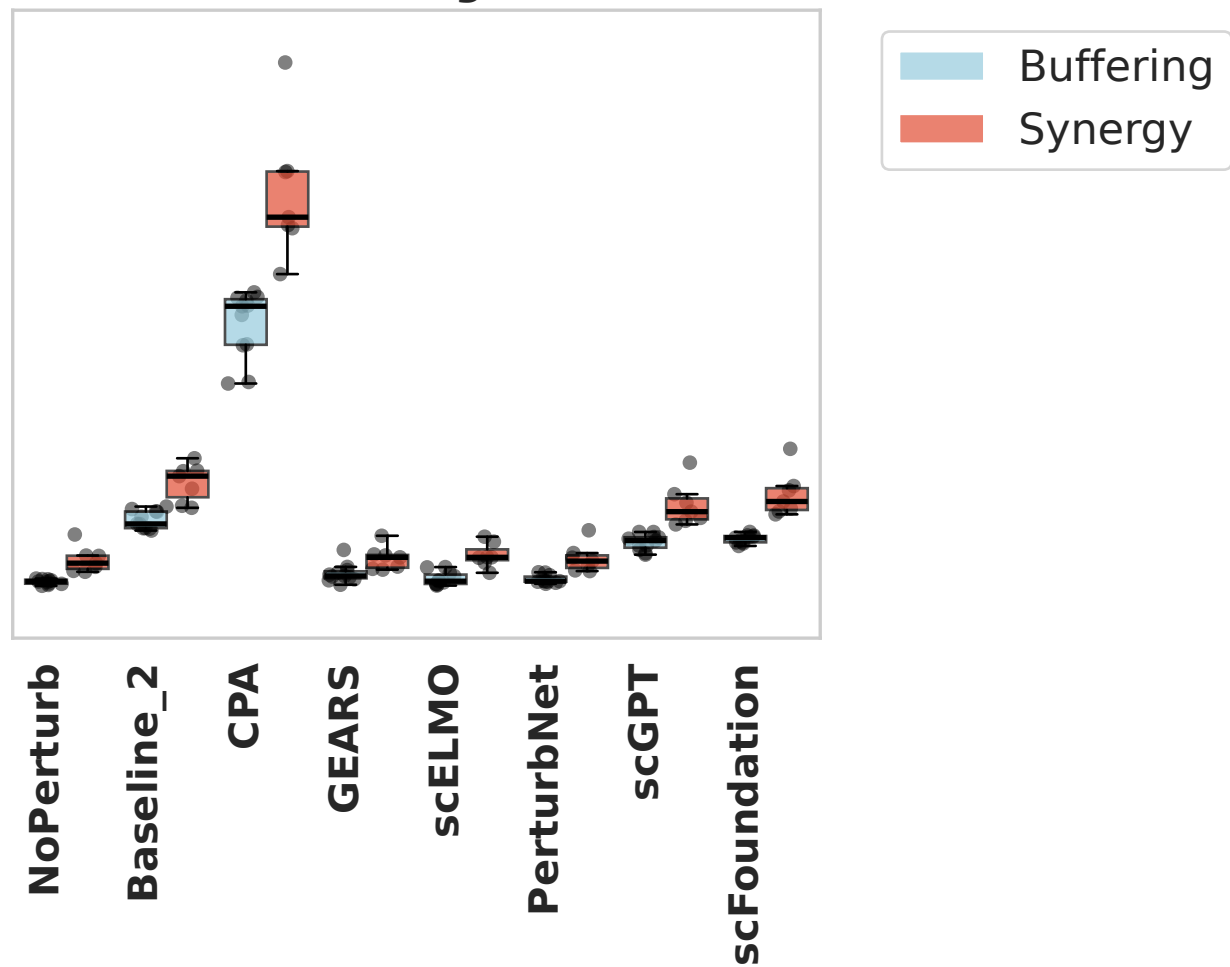 Buffering
Synergy
NoPerturb
Baseline_2
CPA
GEARS
scELMO
PerturbNet
scGPT
scFoundation